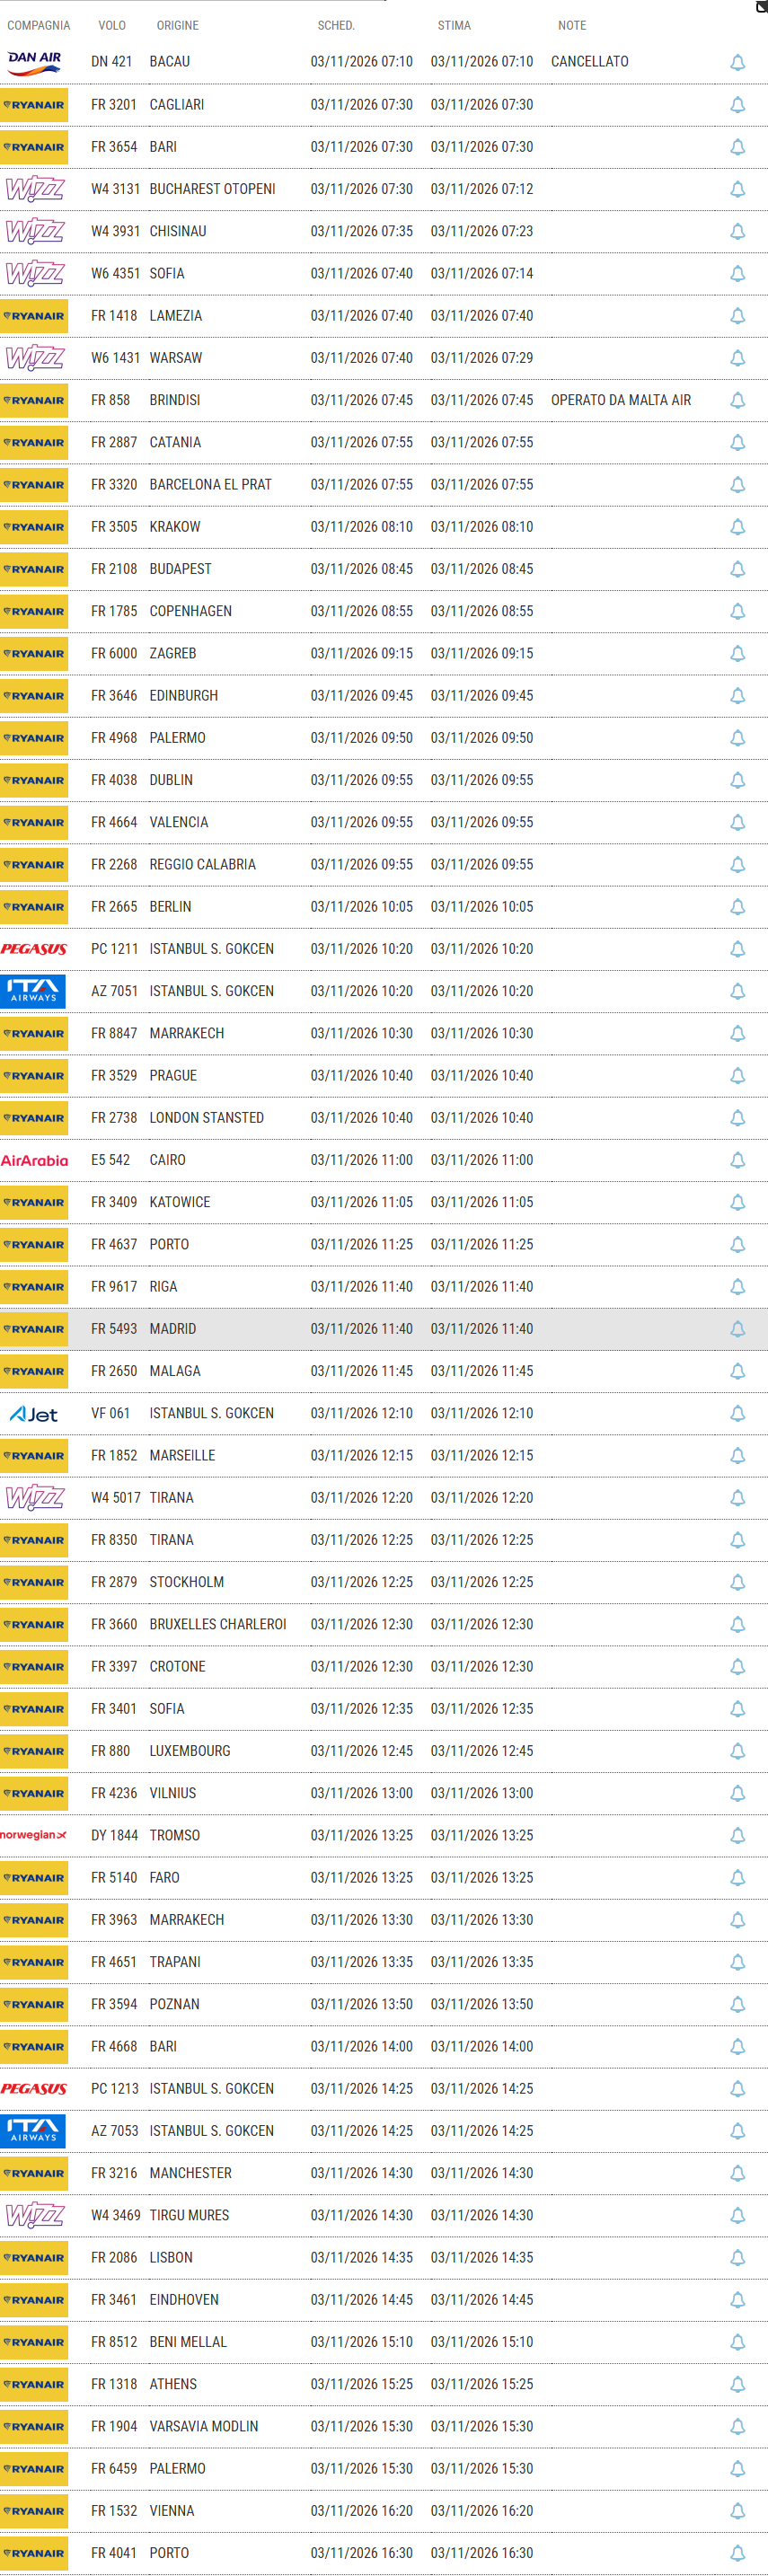 COMPAGNIA VOLO ORIGINE SCHED. STIMA NOTE
DAN AIR DN 421 BACAU 03/11/2026 07:10 03/11/2026 07:10 CANCELLATO
RYANAIR FR 3201 CAGLIARI 03/11/2026 07:30 03/11/2026 07:30
RYANAIR FR 3654 BARI 03/11/2026 07:30 03/11/2026 07:30
WIZZ W4 3131 BUCHAREST OTOPENI 03/11/2026 07:30 03/11/2026 07:12
WIZZ W4 3931 CHISINAU 03/11/2026 07:35 03/11/2026 07:23
WIZZ W6 4351 SOFIA 03/11/2026 07:40 03/11/2026 07:14
RYANAIR FR 1418 LAMEZIA 03/11/2026 07:40 03/11/2026 07:40
WIZZ W6 1431 WARSAW 03/11/2026 07:40 03/11/2026 07:29
RYANAIR FR 858 BRINDISI 03/11/2026 07:45 03/11/2026 07:45 OPERATO DA MALTA AIR
RYANAIR FR 2887 CATANIA 03/11/2026 07:55 03/11/2026 07:55
RYANAIR FR 3320 BARCELONA EL PRAT 03/11/2026 07:55 03/11/2026 07:55
RYANAIR FR 3505 KRAKOW 03/11/2026 08:10 03/11/2026 08:10
RYANAIR FR 2108 BUDAPEST 03/11/2026 08:45 03/11/2026 08:45
RYANAIR FR 1785 COPENHAGEN 03/11/2026 08:55 03/11/2026 08:55
RYANAIR FR 6000 ZAGREB 03/11/2026 09:15 03/11/2026 09:15
RYANAIR FR 3646 EDINBURGH 03/11/2026 09:45 03/11/2026 09:45
RYANAIR FR 4968 PALERMO 03/11/2026 09:50 03/11/2026 09:50
RYANAIR FR 4038 DUBLIN 03/11/2026 09:55 03/11/2026 09:55
RYANAIR FR 4664 VALENCIA 03/11/2026 09:55 03/11/2026 09:55
RYANAIR FR 2268 REGGIO CALABRIA 03/11/2026 09:55 03/11/2026 09:55
RYANAIR FR 2665 BERLIN 03/11/2026 10:05 03/11/2026 10:05
PEGASUS PC 1211 ISTANBUL S. GOKCEN 03/11/2026 10:20 03/11/2026 10:20
ITA AIRWAYS AZ 7051 ISTANBUL S. GOKCEN 03/11/2026 10:20 03/11/2026 10:20
RYANAIR FR 8847 MARRAKECH 03/11/2026 10:30 03/11/2026 10:30
RYANAIR FR 3529 PRAGUE 03/11/2026 10:40 03/11/2026 10:40
RYANAIR FR 2738 LONDON STANSTED 03/11/2026 10:40 03/11/2026 10:40
AirArabia E5 542 CAIRO 03/11/2026 11:00 03/11/2026 11:00
RYANAIR FR 3409 KATOWICE 03/11/2026 11:05 03/11/2026 11:05
RYANAIR FR 4637 PORTO 03/11/2026 11:25 03/11/2026 11:25
RYANAIR FR 9617 RIGA 03/11/2026 11:40 03/11/2026 11:40
RYANAIR FR 5493 MADRID 03/11/2026 11:40 03/11/2026 11:40
RYANAIR FR 2650 MALAGA 03/11/2026 11:45 03/11/2026 11:45
AJet VF 061 ISTANBUL S. GOKCEN 03/11/2026 12:10 03/11/2026 12:10
RYANAIR FR 1852 MARSEILLE 03/11/2026 12:15 03/11/2026 12:15
WIZZ W4 5017 TIRANA 03/11/2026 12:20 03/11/2026 12:20
RYANAIR FR 8350 TIRANA 03/11/2026 12:25 03/11/2026 12:25
RYANAIR FR 2879 STOCKHOLM 03/11/2026 12:25 03/11/2026 12:25
RYANAIR FR 3660 BRUXELLES CHARLEROI 03/11/2026 12:30 03/11/2026 12:30
RYANAIR FR 3397 CROTONE 03/11/2026 12:30 03/11/2026 12:30
RYANAIR FR 3401 SOFIA 03/11/2026 12:35 03/11/2026 12:35
RYANAIR FR 880 LUXEMBOURG 03/11/2026 12:45 03/11/2026 12:45
RYANAIR FR 4236 VILNIUS 03/11/2026 13:00 03/11/2026 13:00
norwegian DY 1844 TROMSO 03/11/2026 13:25 03/11/2026 13:25
RYANAIR FR 5140 FARO 03/11/2026 13:25 03/11/2026 13:25
RYANAIR FR 3963 MARRAKECH 03/11/2026 13:30 03/11/2026 13:30
RYANAIR FR 4651 TRAPANI 03/11/2026 13:35 03/11/2026 13:35
RYANAIR FR 3594 POZNAN 03/11/2026 13:50 03/11/2026 13:50
RYANAIR FR 4668 BARI 03/11/2026 14:00 03/11/2026 14:00
PEGASUS PC 1213 ISTANBUL S. GOKCEN 03/11/2026 14:25 03/11/2026 14:25
ITA AIRWAYS AZ 7053 ISTANBUL S. GOKCEN 03/11/2026 14:25 03/11/2026 14:25
RYANAIR FR 3216 MANCHESTER 03/11/2026 14:30 03/11/2026 14:30
WIZZ W4 3469 TIRGU MURES 03/11/2026 14:30 03/11/2026 14:30
RYANAIR FR 2086 LISBON 03/11/2026 14:35 03/11/2026 14:35
RYANAIR FR 3461 EINDHOVEN 03/11/2026 14:45 03/11/2026 14:45
RYANAIR FR 8512 BENI MELLAL 03/11/2026 15:10 03/11/2026 15:10
RYANAIR FR 1318 ATHENS 03/11/2026 15:25 03/11/2026 15:25
RYANAIR FR 1904 VARSAVIA MODLIN 03/11/2026 15:30 03/11/2026 15:30
RYANAIR FR 6459 PALERMO 03/11/2026 15:30 03/11/2026 15:30
RYANAIR FR 1532 VIENNA 03/11/2026 16:20 03/11/2026 16:20
RYANAIR FR 4041 PORTO 03/11/2026 16:30 03/11/2026 16:30